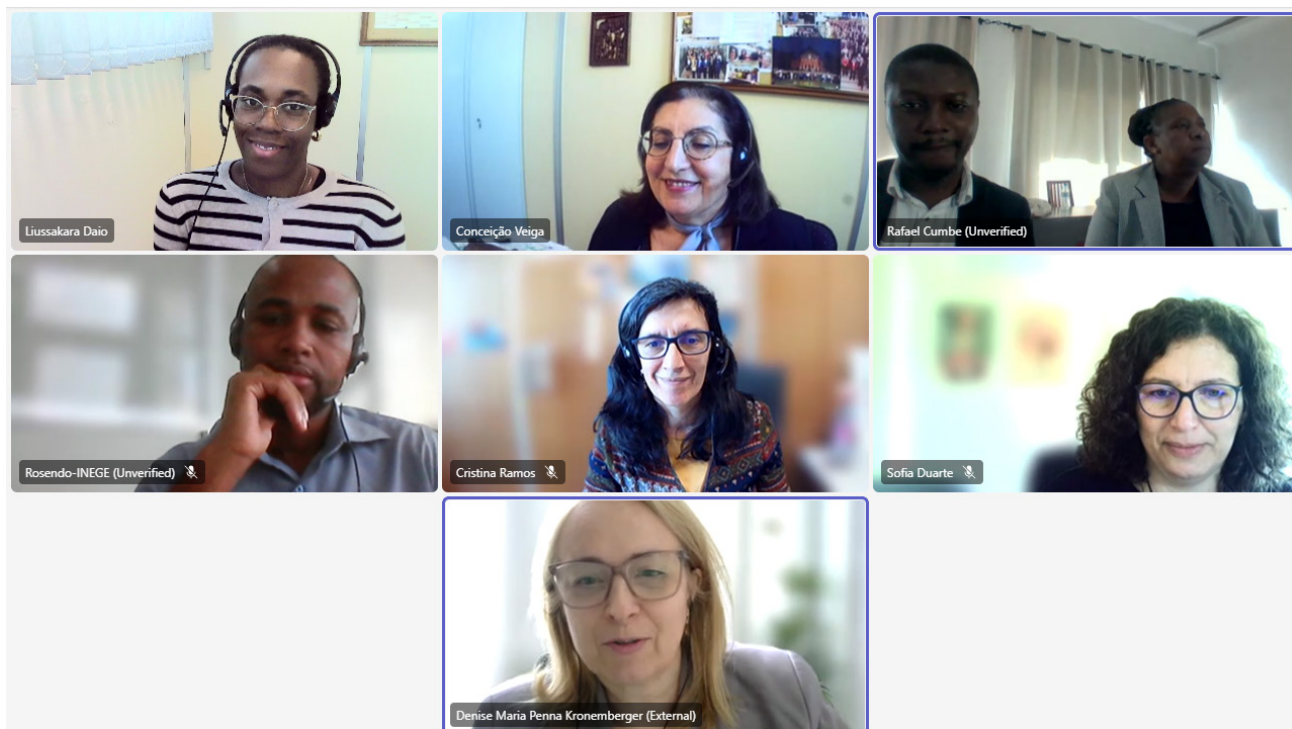 Liussakara Daio
Conceição Veiga
Rafael Cumbe (Unverified)
Rosendo-INEGE (Unverified)
Cristina Ramos
Sofia Duarte
Denise Maria Penna Kronemberger (External)